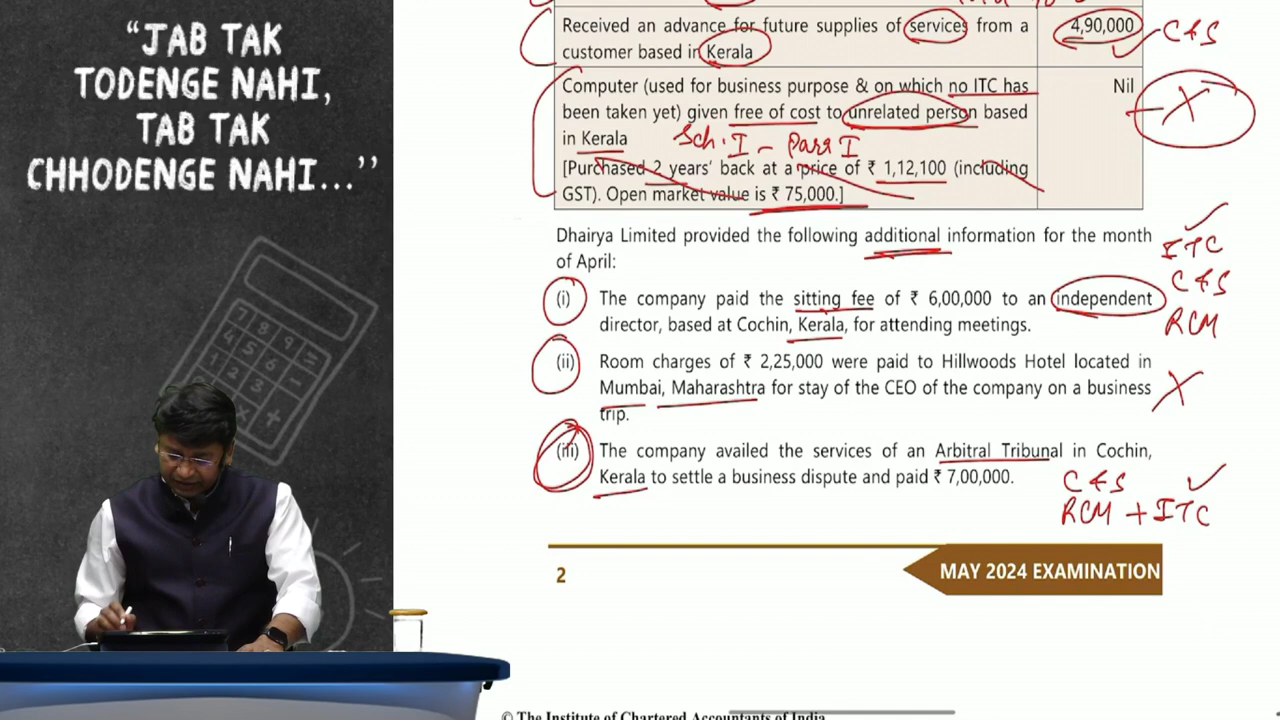 “JAB TAK
TODENGE NAHI,
TAB TAK
CHHODENGE NAHI...’’
Received an advance for future supplies of services from a
customer based in Kerala
4,90,000
C&S
Computer (used for business purpose & on which no ITC has
been taken yet) given free of cost to unrelated person based
in Kerala
Nil
X
Sch. I - Para I
[Purchased 2 years’ back at a price of ₹ 1,12,100 (including
GST). Open market value is ₹ 75,000.]
Dhairya Limited provided the following additional information for the month
of April:
ITC
C&S
RCM
(i) The company paid the sitting fee of ₹ 6,00,000 to an independent
director, based at Cochin, Kerala, for attending meetings.
(ii) Room charges of ₹ 2,25,000 were paid to Hillwoods Hotel located in
Mumbai, Maharashtra for stay of the CEO of the company on a business
trip.
X
(iii) The company availed the services of an Arbitral Tribunal in Cochin,
Kerala to settle a business dispute and paid ₹ 7,00,000.
C&S
RCM + ITC
2
MAY 2024 EXAMINATION
© The Institute of Chartered Accountants of India
7 8 9